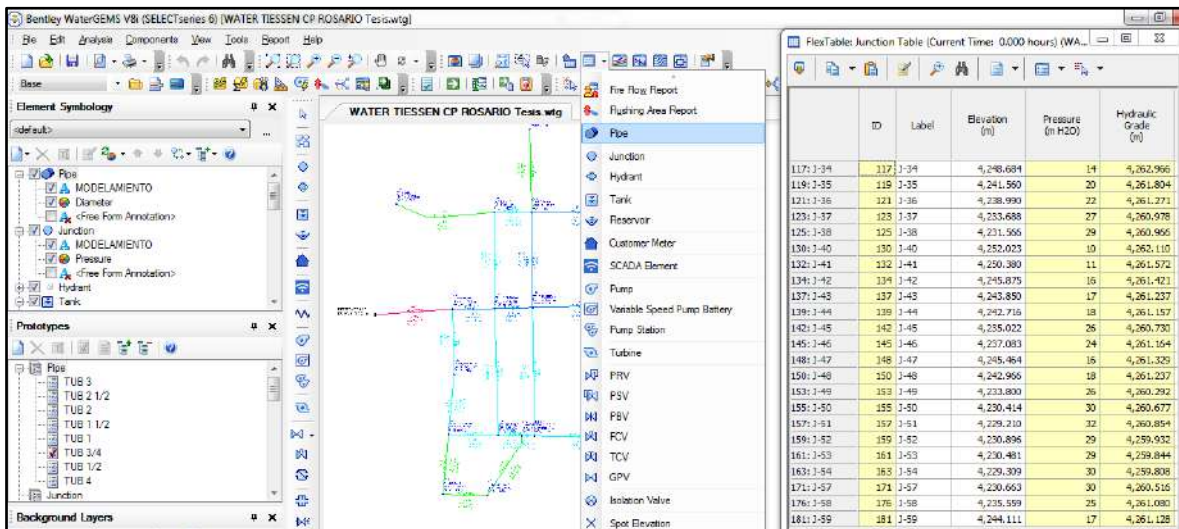 Bentley WaterGEMS V8i (SELECTseries 6) [WATER TIESSEN CP ROSARIO Tesis.wtg]
File Edit Analysis Components View Tools Report Help
Base
Element Symbology
<default>
Pipe
MODELAMIENTO
Diameter
<Free Form Annotation>
Junction
MODELAMIENTO
Pressure
<Free Form Annotation>
Hydrant
Tank
Prototypes
Pipe
TUB 3
TUB 2 1/2
TUB 2
TUB 1 1/2
TUB 1
TUB 3/4
TUB 1/2
TUB 4
Junction
Background Layers
WATER TIESSEN CP ROSARIO Tesis.wtg
Fire Flow Report
Flushing Area Report
Pipe
Junction
Hydrant
Tank
Reservoir
Customer Meter
SCADA Element
Pump
Variable Speed Pump Battery
Pump Station
Turbine
PRV
PSV
PBV
FCV
TCV
GPV
Isolation Valve
Spot Elevation
FlexTable: Junction Table (Current Time: 0.000 hours) (WA...
ID Label Elevation (m) Pressure (m H2O) Hydraulic Grade (m)
117: J-34 117 J-34 4,248.684 14 4,262.966
119: J-35 119 J-35 4,241.560 20 4,261.804
121: J-36 121 J-36 4,238.990 22 4,261.271
123: J-37 123 J-37 4,233.688 27 4,260.978
125: J-38 125 J-38 4,231.566 29 4,260.966
130: J-40 130 J-40 4,252.023 10 4,262.110
132: J-41 132 J-41 4,250.380 11 4,261.572
134: J-42 134 J-42 4,245.875 16 4,261.421
137: J-43 137 J-43 4,243.850 17 4,261.237
139: J-44 139 J-44 4,242.716 18 4,261.157
142: J-45 142 J-45 4,235.022 26 4,260.730
145: J-46 145 J-46 4,237.083 24 4,261.164
148: J-47 148 J-47 4,245.464 16 4,261.329
150: J-48 150 J-48 4,242.966 18 4,261.237
153: J-49 153 J-49 4,233.800 26 4,260.292
155: J-50 155 J-50 4,230.414 30 4,260.677
157: J-51 157 J-51 4,229.210 32 4,260.854
159: J-52 159 J-52 4,230.896 29 4,259.932
161: J-53 161 J-53 4,230.481 29 4,259.844
163: J-54 163 J-54 4,229.309 30 4,259.808
171: J-57 171 J-57 4,230.663 30 4,260.516
176: J-58 176 J-58 4,235.559 25 4,261.080
181: J-59 181 J-59 4,244.111 17 4,261.128